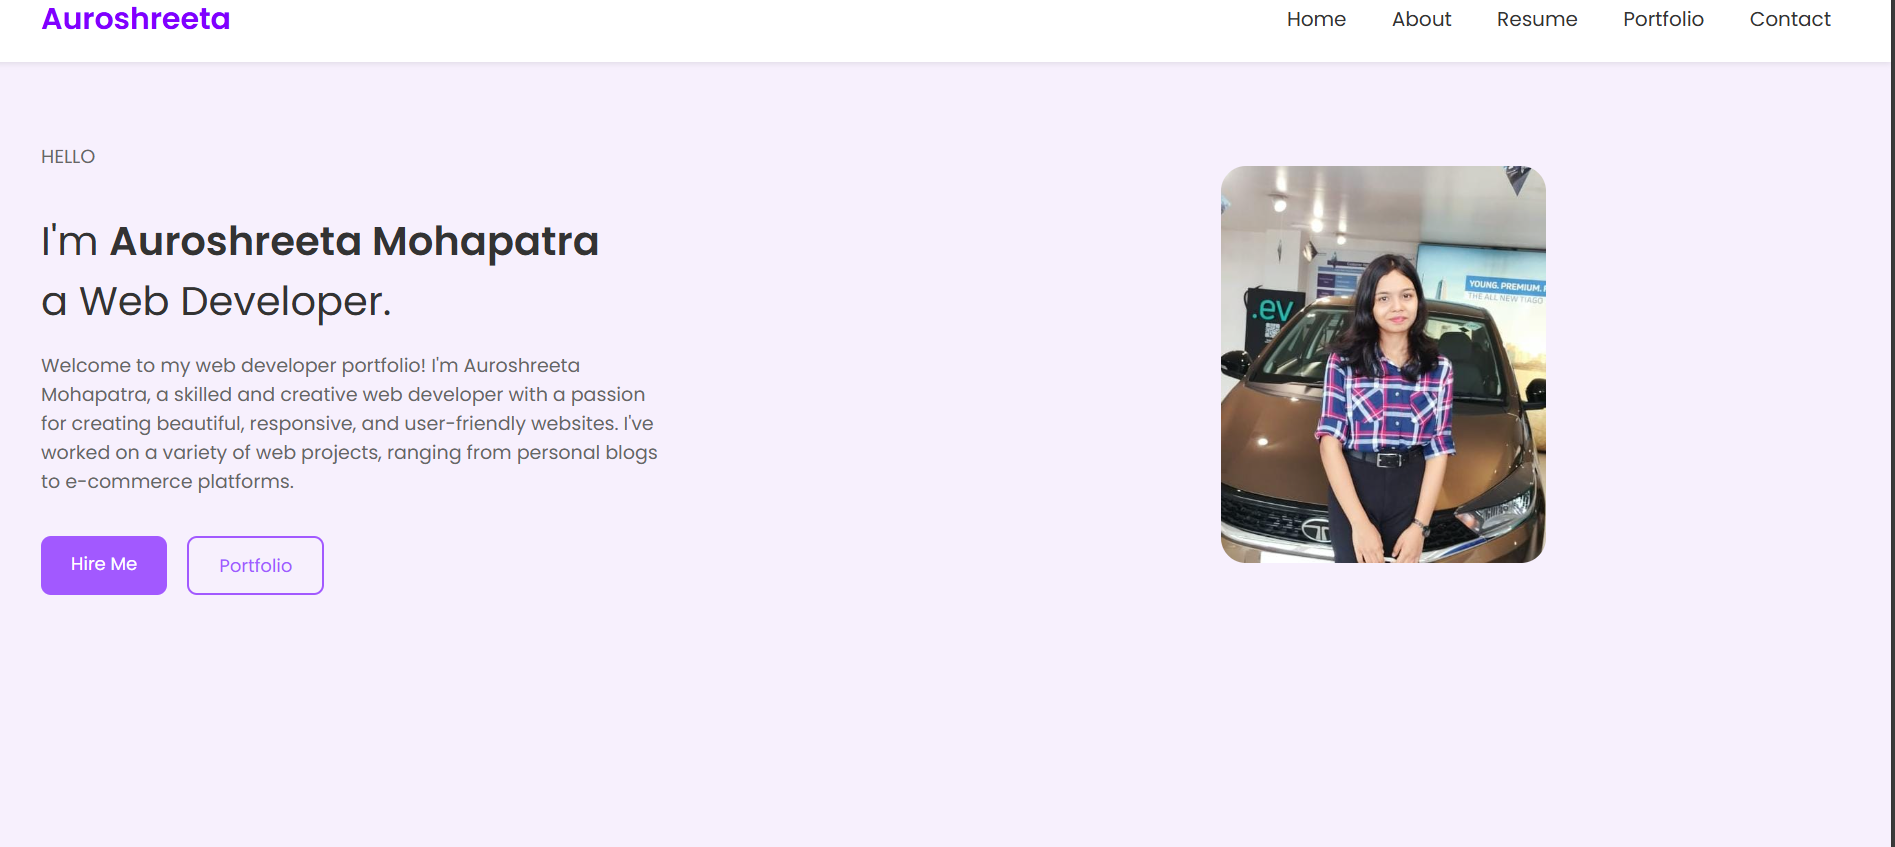 Auroshreeta
Home About Resume Portfolio Contact
HELLO
I'm Auroshreeta Mohapatra
a Web Developer.
Welcome to my web developer portfolio! I'm Auroshreeta
Mohapatra, a skilled and creative web developer with a passion
for creating beautiful, responsive, and user-friendly websites. I've
worked on a variety of web projects, ranging from personal blogs
to e-commerce platforms.
Hire Me
Portfolio
YOUNG. PREMIUM.
THE ALL NEW TIAGO
.ev